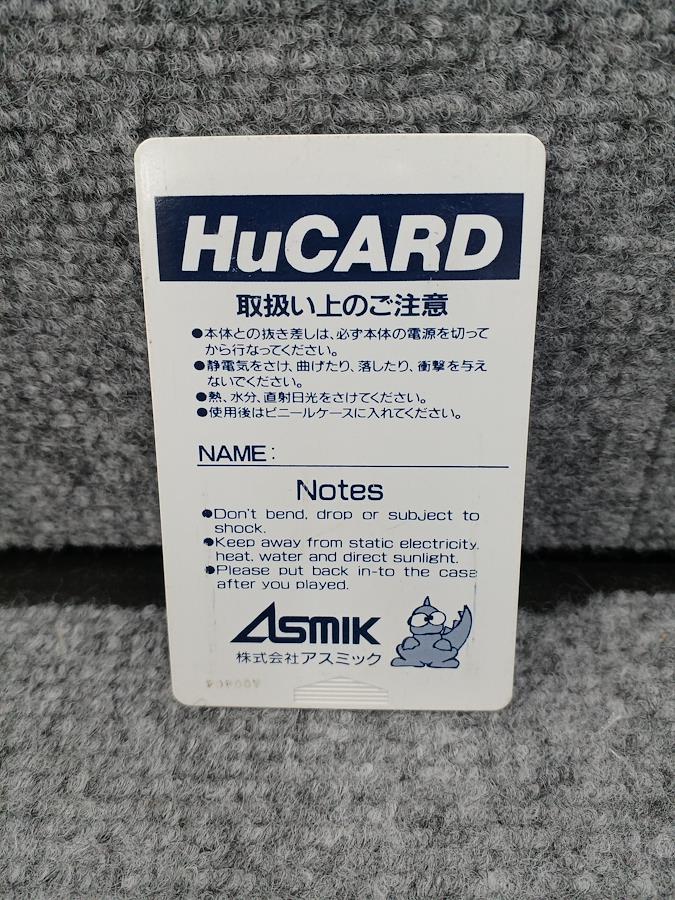 HuCARD
取扱い上のご注意
●本体との抜き差しは、必ず本体の電源を切って
から行なってください。
●静電気をさけ、曲げたり、落したり、衝撃を与え
ないでください。
●熱、水分、直射日光をさけてください。
●使用後はビニールケースに入れてください。
NAME:
Notes
●Don't bend, drop or subject to
shock.
●Keep away from static electricity,
heat, water and direct sunlight.
●Please put back in-to the case
after you played.
ASMIK
株式会社アスミック